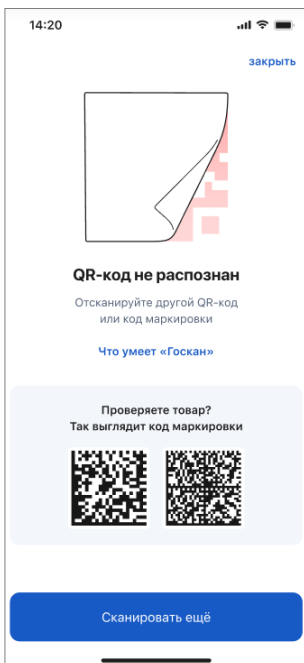 14:20
закрыть
QR-код не распознан
Отсканируйте другой QR-код
или код маркировки
Что умеет «Госкан»
Проверяете товар?
Так выглядит код маркировки
Сканировать ещё